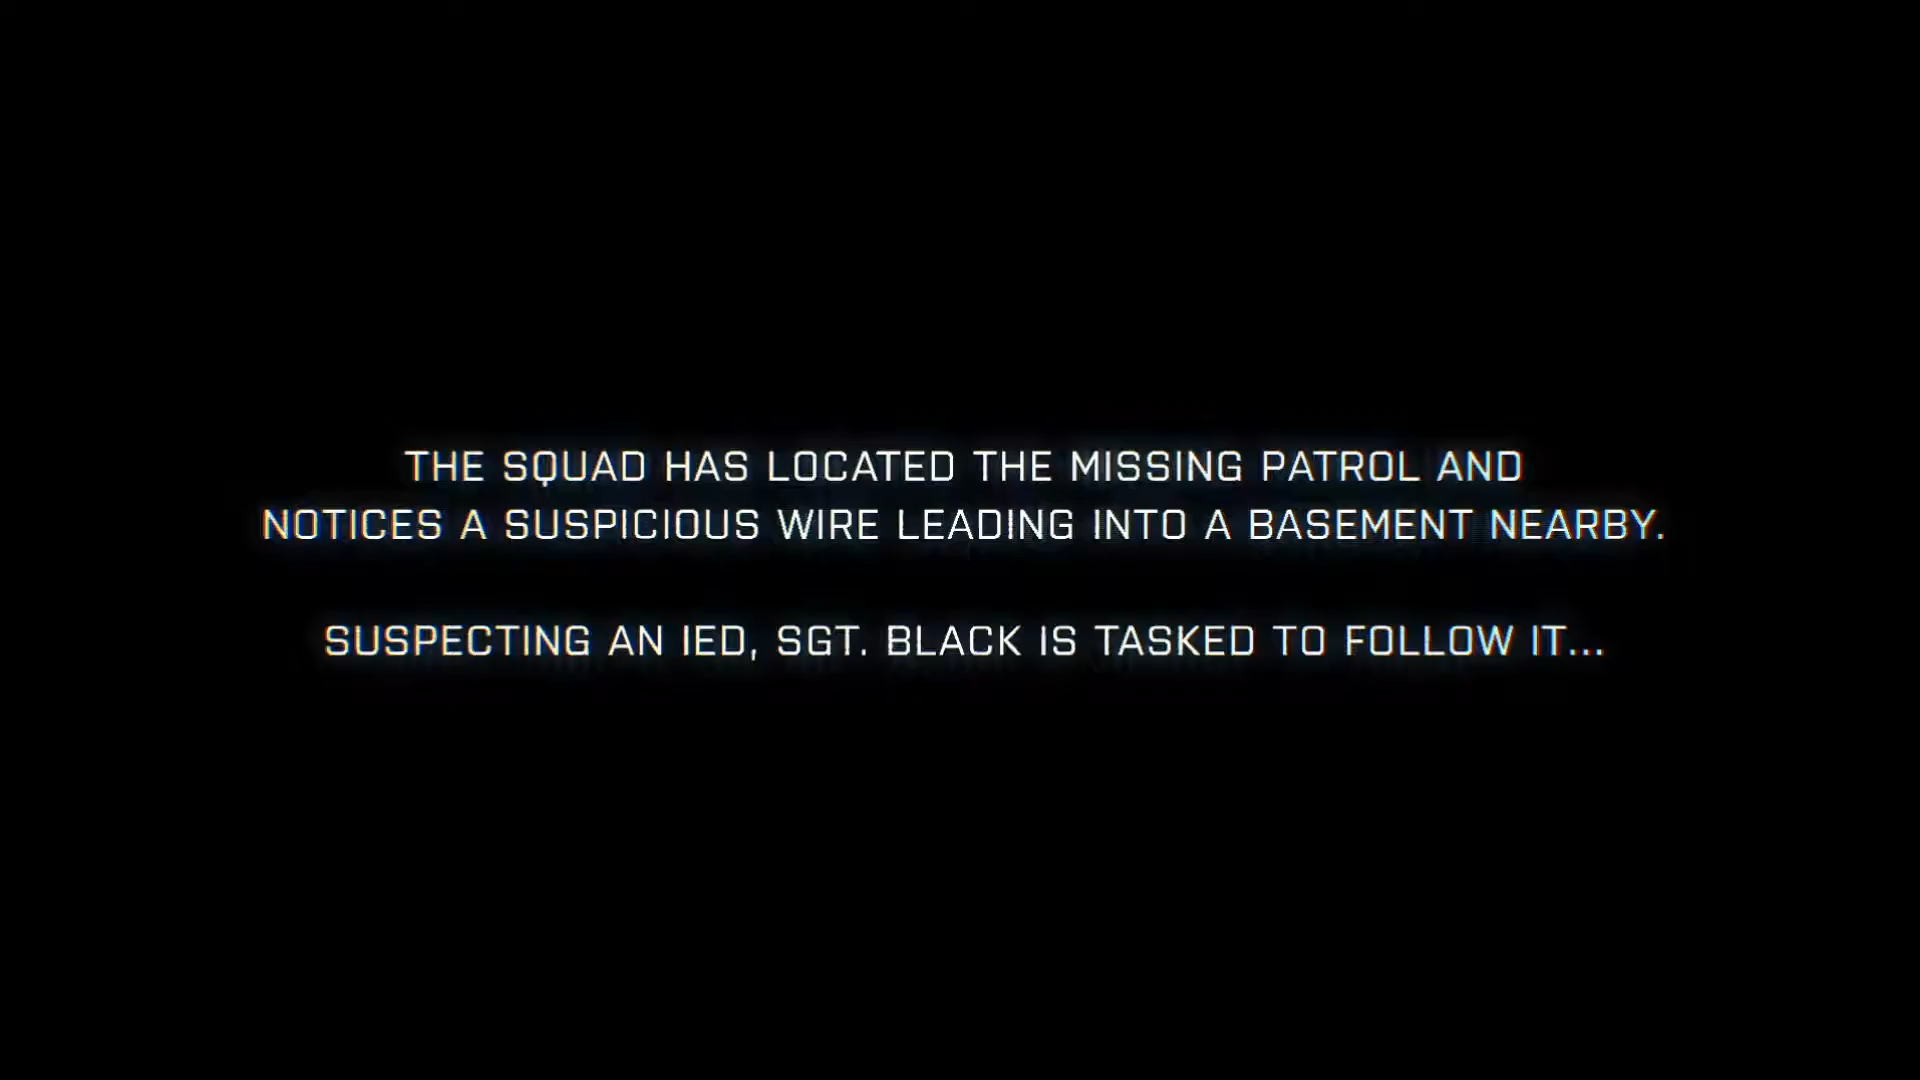 THE SQUAD HAS LOCATED THE MISSING PATROL AND
NOTICES A SUSPICIOUS WIRE LEADING INTO A BASEMENT NEARBY.
SUSPECTING AN IED, SGT. BLACK IS TASKED TO FOLLOW IT...